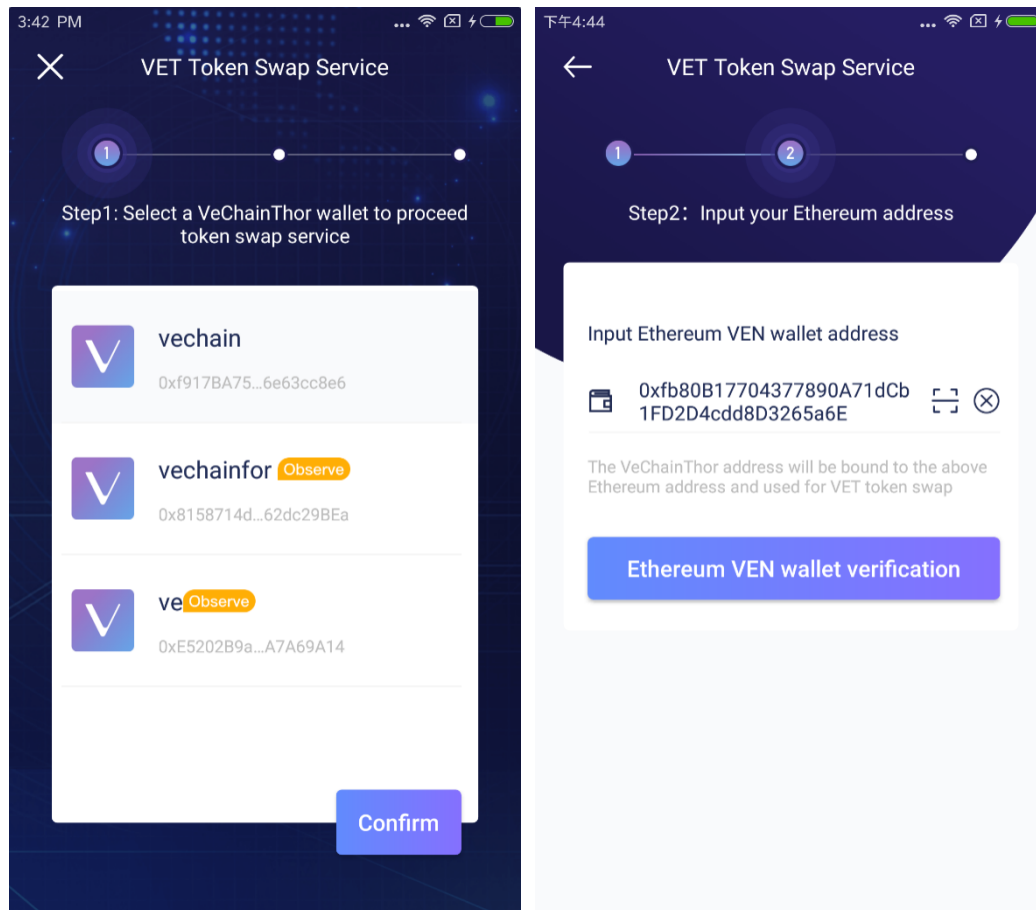 3:42 PM
VET Token Swap Service
1
Step1: Select a VeChainThor wallet to proceed
token swap service
vechain
0xf917BA75...6e63cc8e6
vechainfor Observe
0x8158714d...62dc29BEa
ve Observe
0xE5202B9a...A7A69A14
Confirm
下午4:44
VET Token Swap Service
1
2
Step2：Input your Ethereum address
Input Ethereum VEN wallet address
0xfb80B17704377890A71dCb
1FD2D4cdd8D3265a6E
The VeChainThor address will be bound to the above
Ethereum address and used for VET token swap
Ethereum VEN wallet verification